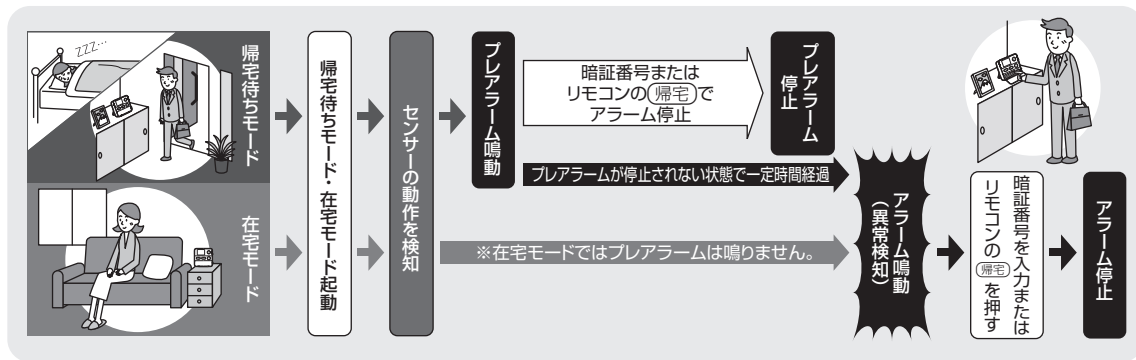 ZZZ...
帰宅待ちモード
在宅モード
帰宅待ちモード・在宅モード起動
センサーの動作を検知
プレアラーム鳴動
暗証番号または
リモコンの帰宅で
アラーム停止
プレアラーム
停止
プレアラームが停止されない状態で一定時間経過
※在宅モードではプレアラームは鳴りません。
アラーム鳴動
（異常検知）
暗証番号を入力または
リモコンの帰宅を押す
アラーム停止